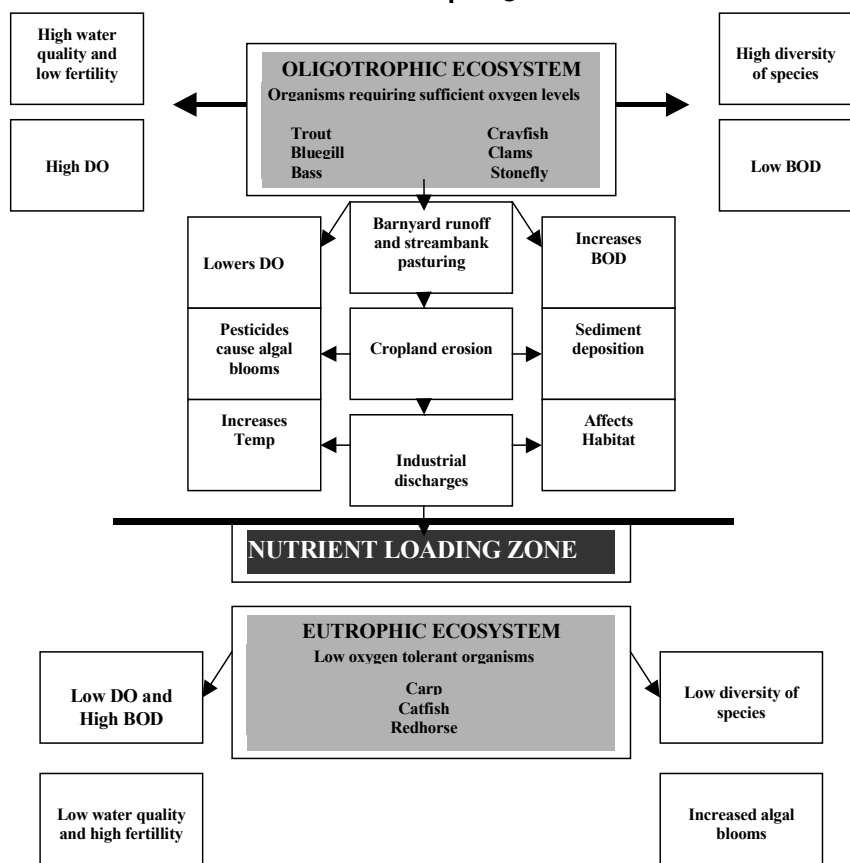 High water
quality and
low fertility
OLIGOTROPHIC ECOSYSTEM
Organisms requiring sufficient oxygen levels
Trout
Crayfish
Bluegill
Clams
Bass
Stonefly
High diversity
of species
High DO
Low BOD
Barnyard runoff
and streambank
pasturing
Lowers DO
Increases
BOD
Pesticides
cause algal
blooms
Cropland erosion
Sediment
deposition
Increases
Temp
Industrial
discharges
Affects
Habitat
NUTRIENT LOADING ZONE
EUTROPHIC ECOSYSTEM
Low oxygen tolerant organisms
Carp
Catfish
Redhorse
Low DO and
High BOD
Low diversity of
species
Low water quality
and high fertillity
Increased algal
blooms